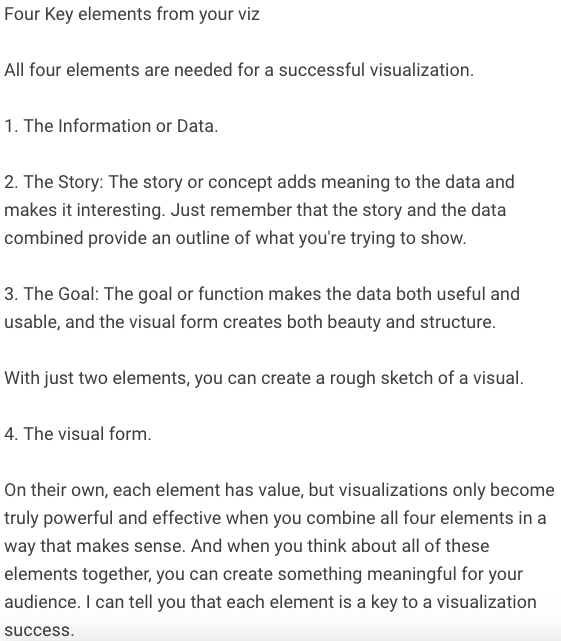 Four Key elements from your viz
All four elements are needed for a successful visualization.
1. The Information or Data.
2. The Story: The story or concept adds meaning to the data and
makes it interesting. Just remember that the story and the data
combined provide an outline of what you're trying to show.
3. The Goal: The goal or function makes the data both useful and
usable, and the visual form creates both beauty and structure.
With just two elements, you can create a rough sketch of a visual.
4. The visual form.
On their own, each element has value, but visualizations only become
truly powerful and effective when you combine all four elements in a
way that makes sense. And when you think about all of these
elements together, you can create something meaningful for your
audience. I can tell you that each element is a key to a visualization
success.